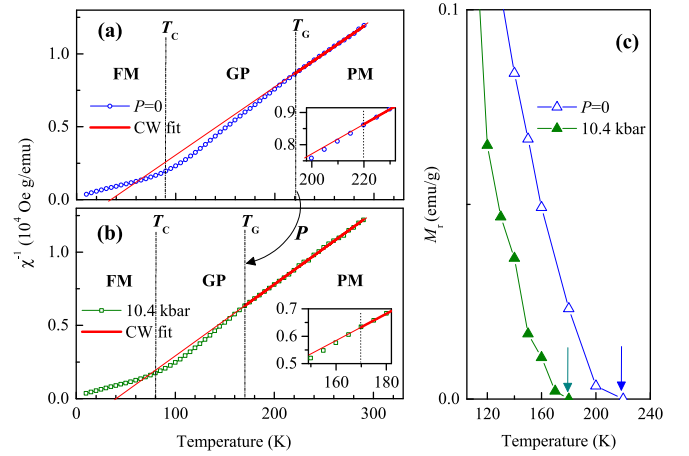 (a)
T_C
T_G
FM
GP
PM
P=0
CW fit
1.0
0.5
0.0
0.9
0.8
200
220
χ⁻¹ (10⁴ Oe g/emu)
(b)
T_C
T_G
P
FM
GP
PM
10.4 kbar
CW fit
1.0
0.5
0.0
0.7
0.6
0.5
160
180
0
100
200
300
Temperature (K)
(c)
0.1
P=0
10.4 kbar
M_r (emu/g)
0.0
120
160
200
240
Temperature (K)